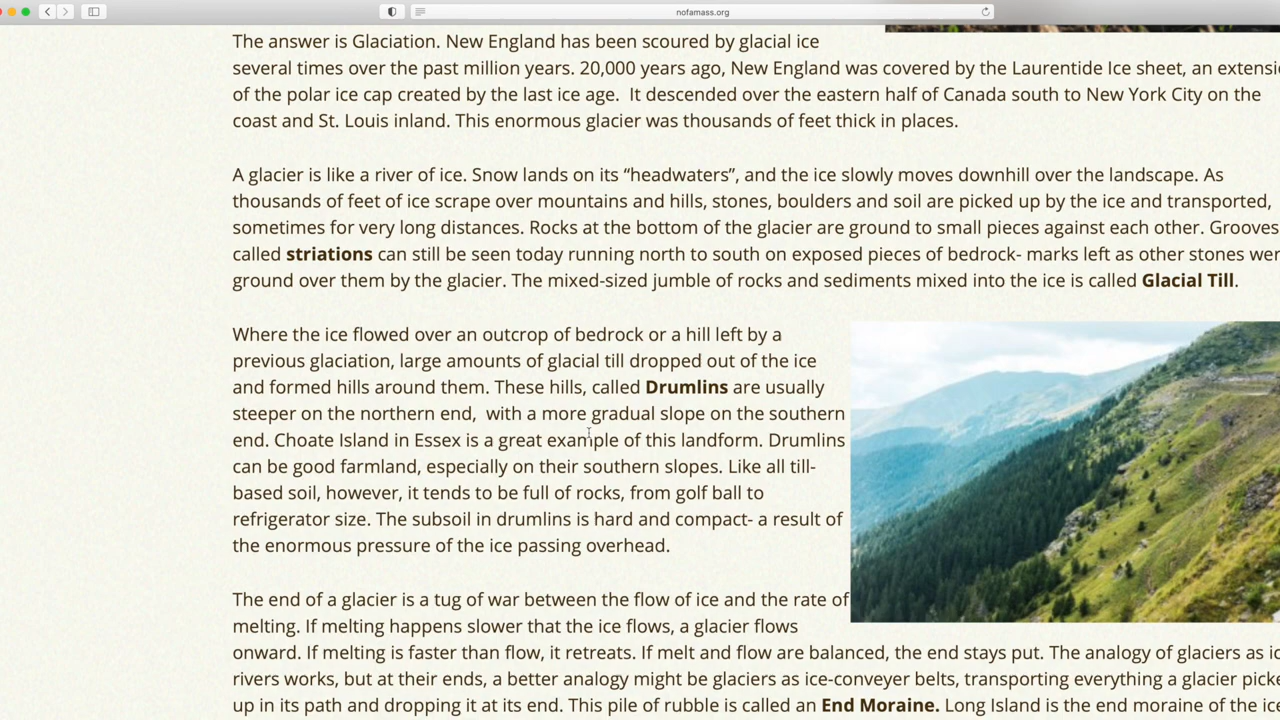 nofamass.org
The answer is Glaciation. New England has been scoured by glacial ice
several times over the past million years. 20,000 years ago, New England was covered by the Laurentide Ice sheet, an extensi
of the polar ice cap created by the last ice age.  It descended over the eastern half of Canada south to New York City on the
coast and St. Louis inland. This enormous glacier was thousands of feet thick in places.
A glacier is like a river of ice. Snow lands on its “headwaters”, and the ice slowly moves downhill over the landscape. As
thousands of feet of ice scrape over mountains and hills, stones, boulders and soil are picked up by the ice and transported,
sometimes for very long distances. Rocks at the bottom of the glacier are ground to small pieces against each other. Grooves
called striations can still be seen today running north to south on exposed pieces of bedrock- marks left as other stones wer
ground over them by the glacier. The mixed-sized jumble of rocks and sediments mixed into the ice is called Glacial Till.
Where the ice flowed over an outcrop of bedrock or a hill left by a
previous glaciation, large amounts of glacial till dropped out of the ice
and formed hills around them. These hills, called Drumlins are usually
steeper on the northern end,  with a more gradual slope on the southern
end. Choate Island in Essex is a great example of this landform. Drumlins
can be good farmland, especially on their southern slopes. Like all till-
based soil, however, it tends to be full of rocks, from golf ball to
refrigerator size. The subsoil in drumlins is hard and compact- a result of
the enormous pressure of the ice passing overhead.
The end of a glacier is a tug of war between the flow of ice and the rate of
melting. If melting happens slower that the ice flows, a glacier flows
onward. If melting is faster than flow, it retreats. If melt and flow are balanced, the end stays put. The analogy of glaciers as ic
rivers works, but at their ends, a better analogy might be glaciers as ice-conveyer belts, transporting everything a glacier picke
up in its path and dropping it at its end. This pile of rubble is called an End Moraine. Long Island is the end moraine of the ice